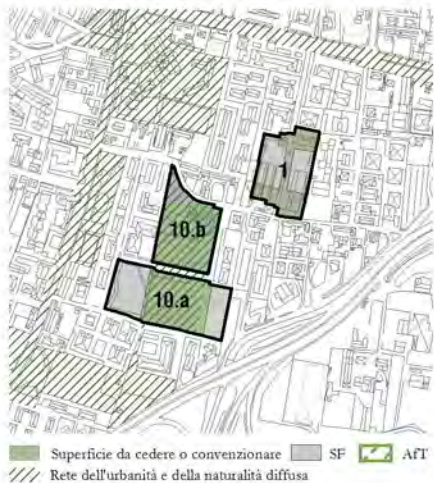 1
10.b
10.a
Superficie da cedere o convenzionare SF AfT
Rete dell'urbanità e della naturalità diffusa